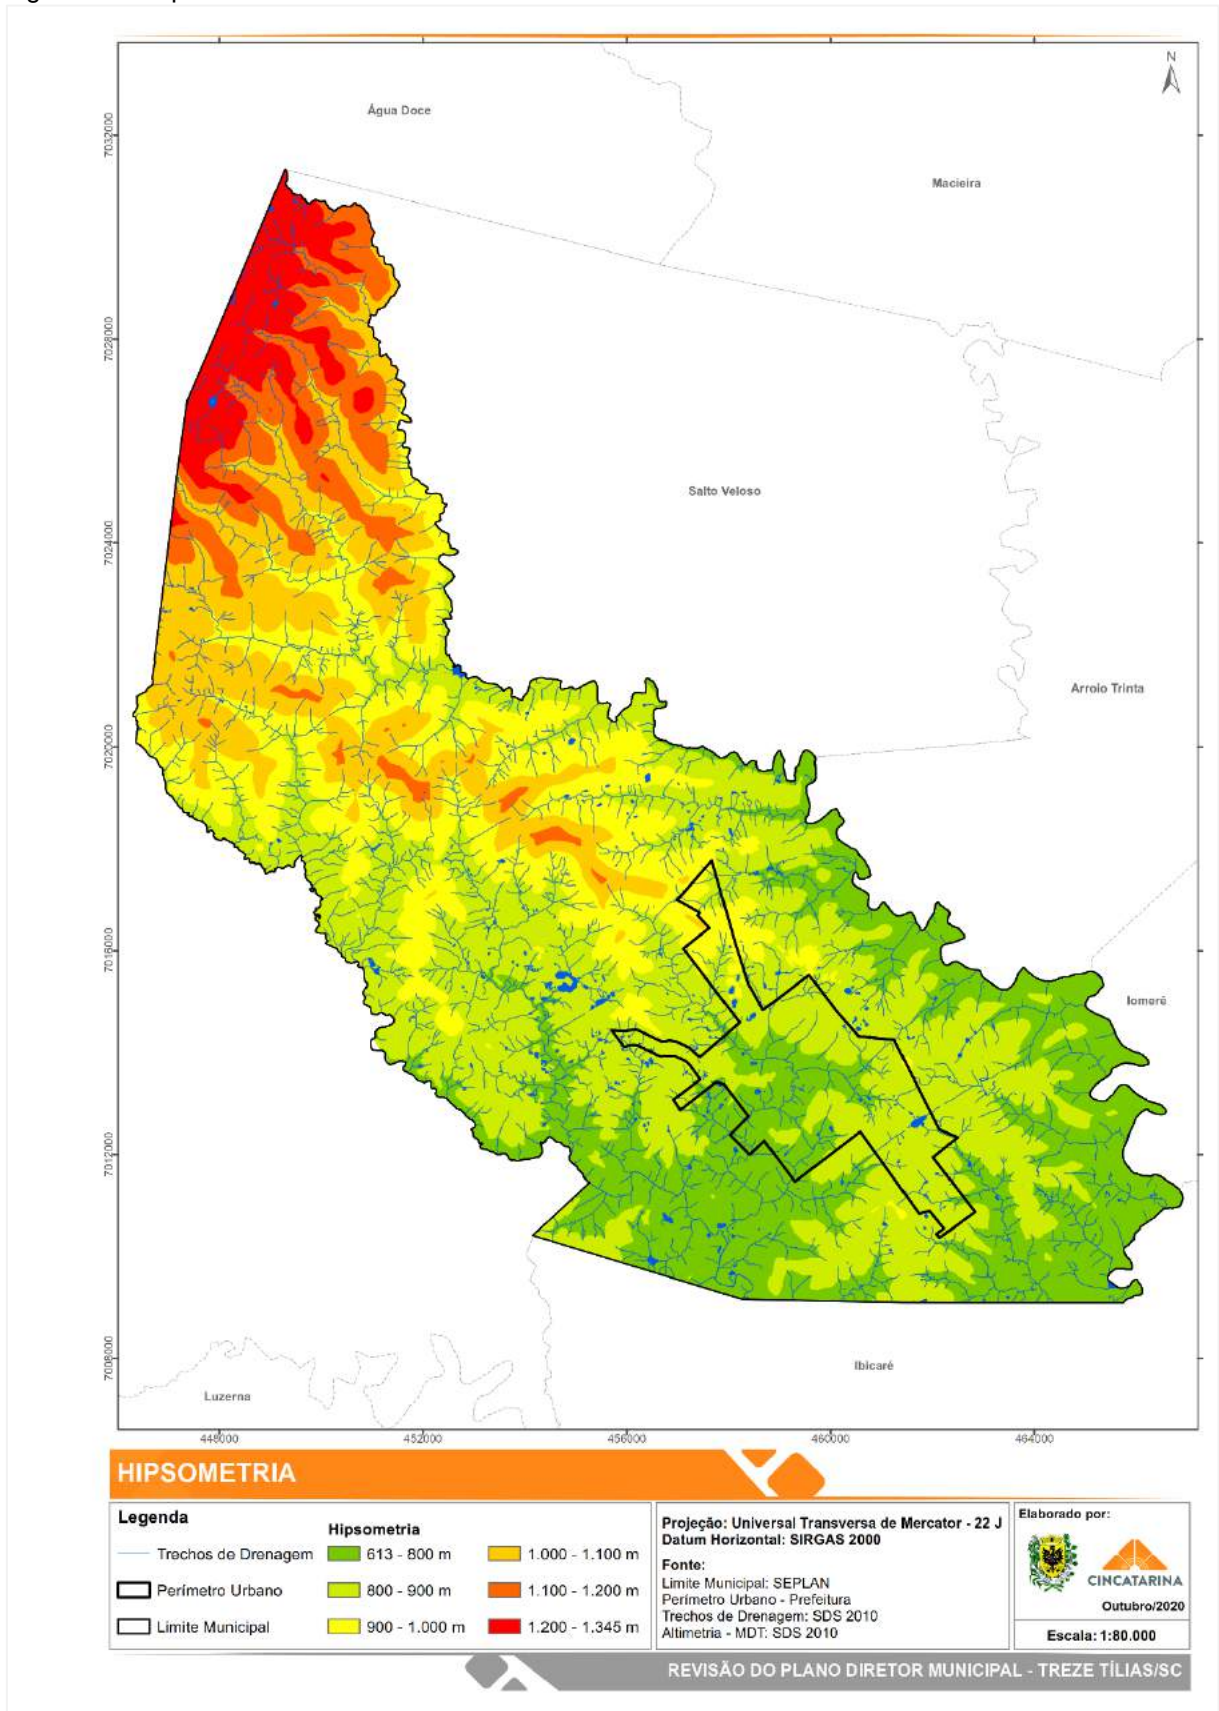 N
Água Doce
7032000
Macieira
7028000
Salto Veloso
7024000
Arroio Trinta
7020000
7016000
Iomerê
7012000
7008000
Ibicaré
Luzerna
448000
452000
456000
460000
464000
HIPSOMETRIA
Legenda
Trechos de Drenagem
Perímetro Urbano
Limite Municipal
Hipsometria
613 - 800 m
800 - 900 m
900 - 1.000 m
1.000 - 1.100 m
1.100 - 1.200 m
1.200 - 1.345 m
Projeção: Universal Transversa de Mercator - 22 J
Datum Horizontal: SIRGAS 2000
Fonte:
Limite Municipal: SEPLAN
Perímetro Urbano - Prefeitura
Trechos de Drenagem: SDS 2010
Altimetria - MDT: SDS 2010
Elaborado por:
CINCATARINA
Outubro/2020
Escala: 1:80.000
REVISÃO DO PLANO DIRETOR MUNICIPAL - TREZE TÍLIAS/SC